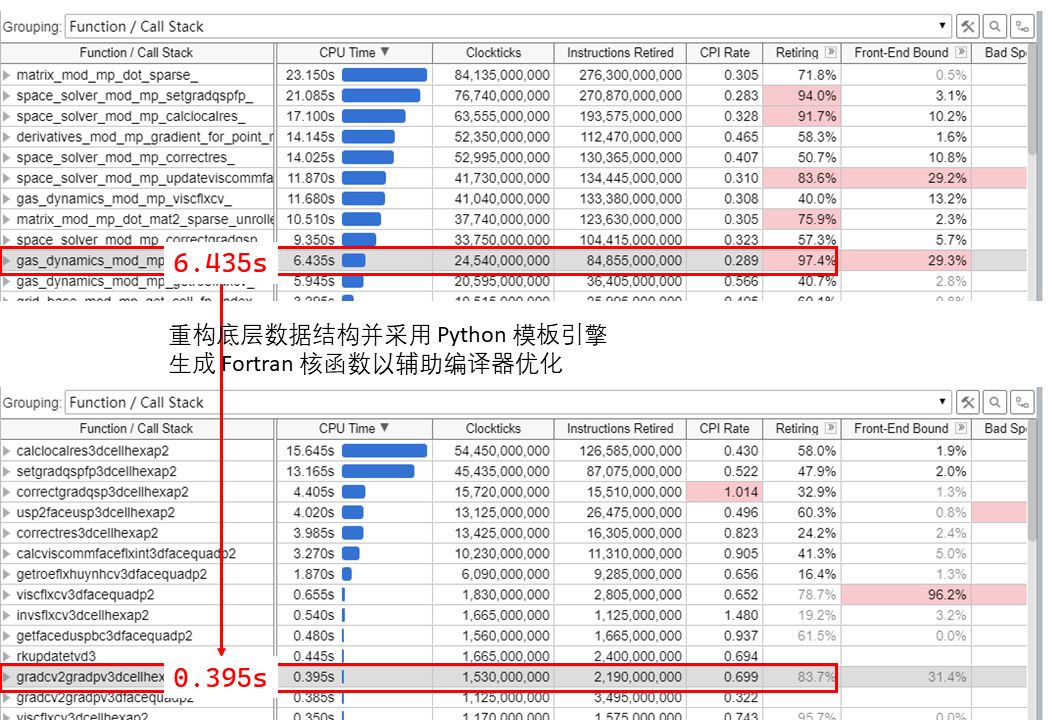 Grouping: Function / Call Stack
Function / Call Stack CPU Time Clockticks Instructions Retired CPI Rate Retiring Front-End Bound Bad Spe
matrix_mod_mp_dot_sparse_ 23.150s 84,135,000,000 276,300,000,000 0.305 71.8% 0.5%
space_solver_mod_mp_setgradqspfp_ 21.085s 76,740,000,000 270,870,000,000 0.283 94.0% 3.1%
space_solver_mod_mp_calclocalres_ 17.100s 63,555,000,000 193,575,000,000 0.328 91.7% 10.2%
derivatives_mod_mp_gradient_for_point_r 14.145s 52,350,000,000 112,470,000,000 0.465 58.3% 1.6%
space_solver_mod_mp_correctres_ 14.025s 52,995,000,000 130,365,000,000 0.407 50.7% 10.8%
space_solver_mod_mp_updateviscommfa 11.870s 41,730,000,000 134,445,000,000 0.310 83.6% 29.2%
gas_dynamics_mod_mp_viscflxcv_ 11.680s 41,040,000,000 133,380,000,000 0.308 40.0% 13.2%
matrix_mod_mp_dot_mat2_sparse_unrolle 10.510s 37,740,000,000 123,630,000,000 0.305 75.9% 2.3%
space_solver_mod_mp_correctgradqsp_ 9.350s 33,750,000,000 104,415,000,000 0.323 57.3% 5.7%
gas_dynamics_mod_mp 6.435s 6.435s 24,540,000,000 84,855,000,000 0.289 97.4% 29.3%
5.945s 20,595,000,000 36,405,000,000 0.566 40.7% 2.8%
重构底层数据结构并采用 Python 模板引擎
生成 Fortran 核函数以辅助编译器优化
Grouping: Function / Call Stack
Function / Call Stack CPU Time Clockticks Instructions Retired CPI Rate Retiring Front-End Bound Bad Spe
calclocalres3dcellhexap2 15.645s 54,450,000,000 126,585,000,000 0.430 58.0% 1.9%
setgradqspfp3dcellhexap2 13.165s 45,435,000,000 87,075,000,000 0.522 47.9% 2.0%
correctgradqsp3dcellhexap2 4.405s 15,720,000,000 15,510,000,000 1.014 32.9% 1.3%
usp2faceusp3dcellhexap2 4.020s 13,125,000,000 26,475,000,000 0.496 60.3% 0.8%
correctres3dcellhexap2 3.985s 13,425,000,000 16,305,000,000 0.823 24.2% 2.4%
calcviscommfaceflxint3dfacequadp2 3.270s 10,230,000,000 11,310,000,000 0.905 41.3% 5.0%
getroeflxhuynhcv3dfacequadp2 1.870s 6,090,000,000 9,285,000,000 0.656 16.4% 1.3%
viscflxcv3dfacequadp2 0.655s 1,830,000,000 2,805,000,000 0.652 78.7% 96.2%
invsflxcv3dcellhexap2 0.540s 1,665,000,000 1,125,000,000 1.480 19.2% 3.2%
getfaceduspbc3dfacequadp2 0.480s 1,560,000,000 1,665,000,000 0.937 61.5% 0.0%
rkupdatetvd3 0.445s 1,665,000,000 2,400,000,000 0.694
gradcv2gradpv3dcellhex 0.395s 0.395s 1,530,000,000 2,190,000,000 0.699 83.7% 31.4%
gradcv2gradpv3dfacequadp2 0.385s 1,125,000,000 3,495,000,000 0.322
viscflxcv3dcellhexap2 0.350s 1,170,000,000 1,575,000,000 0.743 95.7% 0.0%